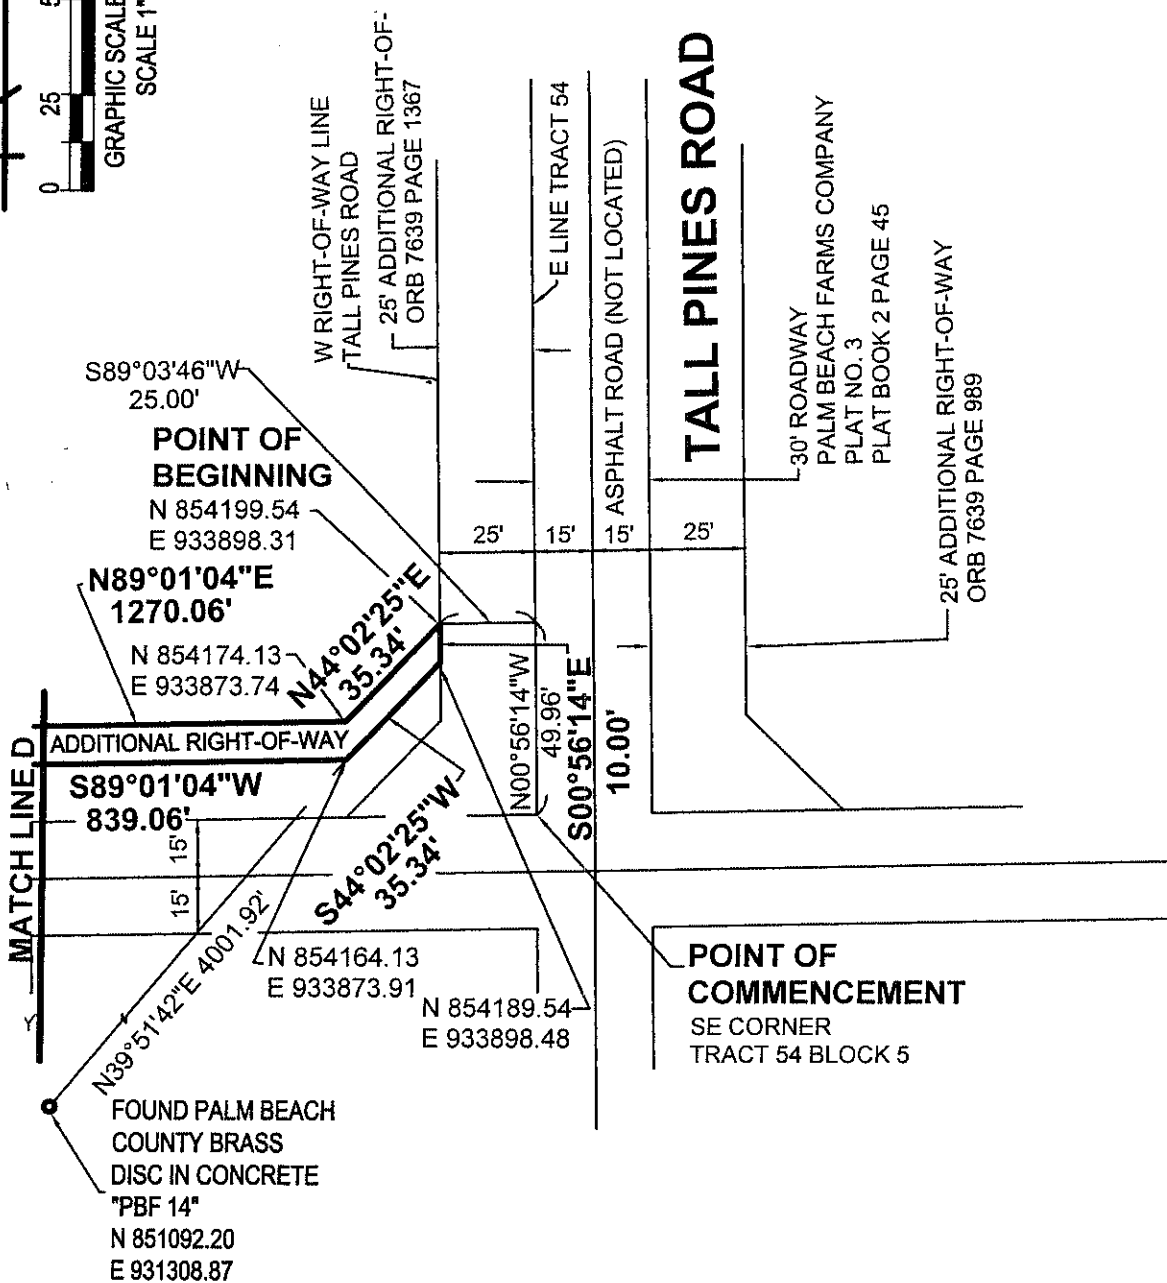 5
25
0
GRAPHIC SCALE
SCALE 1"
W RIGHT-OF-WAY LINE
TALL PINES ROAD
25' ADDITIONAL RIGHT-OF-
ORB 7639 PAGE 1367
E LINE TRACT 54
ASPHALT ROAD (NOT LOCATED)
TALL PINES ROAD
30' ROADWAY
PALM BEACH FARMS COMPANY
PLAT NO. 3
PLAT BOOK 2 PAGE 45
25' ADDITIONAL RIGHT-OF-WAY
ORB 7639 PAGE 989
S89°03'46"W
25.00'
POINT OF
BEGINNING
N 854199.54
E 933898.31
25'
15'
15'
25'
N89°01'04"E
1270.06'
N 854174.13
E 933873.74
N44°02'25"E
35.34'
MATCH LINE D
ADDITIONAL RIGHT-OF-WAY
S89°01'04"W
839.06'
15'
15'
S44°02'25"W
35.34'
N00°56'14"W
49.96'
S00°56'14"E
10.00'
N39°51'42"E 4001.92'
N 854164.13
E 933873.91
N 854189.54
E 933898.48
POINT OF
COMMENCEMENT
SE CORNER
TRACT 54 BLOCK 5
Y
FOUND PALM BEACH
COUNTY BRASS
DISC IN CONCRETE
"PBF 14"
N 851092.20
E 931308.87